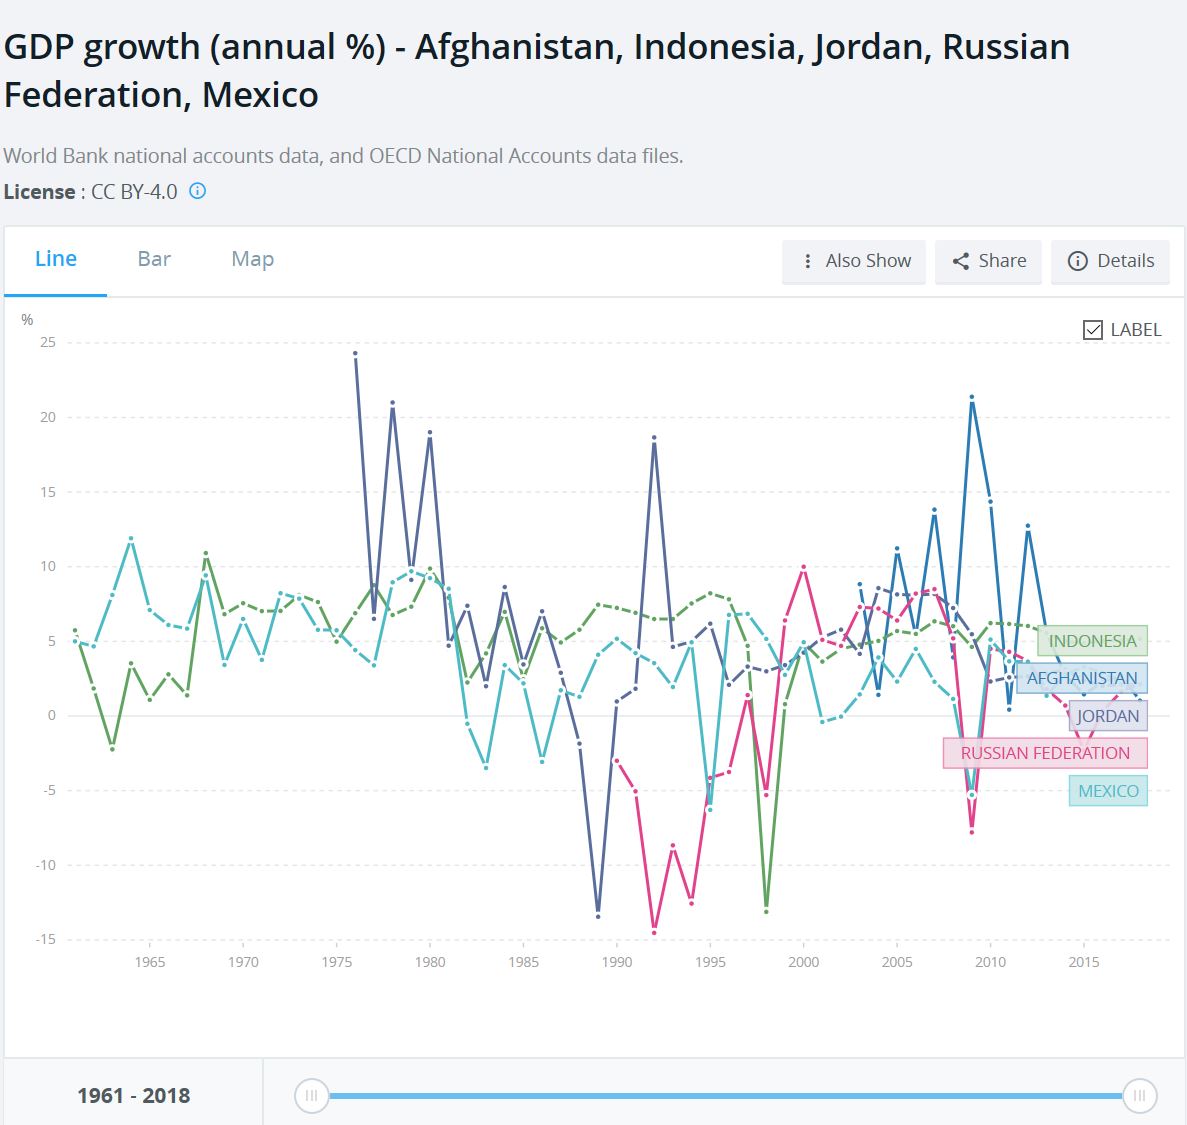 GDP growth (annual %) - Afghanistan, Indonesia, Jordan, Russian
Federation, Mexico
World Bank national accounts data, and OECD National Accounts data files.
License : CC BY-4.0
Line Bar Map Also Show Share Details
%
LABEL
25
20
15
10
5
0
-5
-10
-15
INDONESIA
AFGHANISTAN
JORDAN
RUSSIAN FEDERATION
MEXICO
1965 1970 1975 1980 1985 1990 1995 2000 2005 2010 2015
1961 - 2018